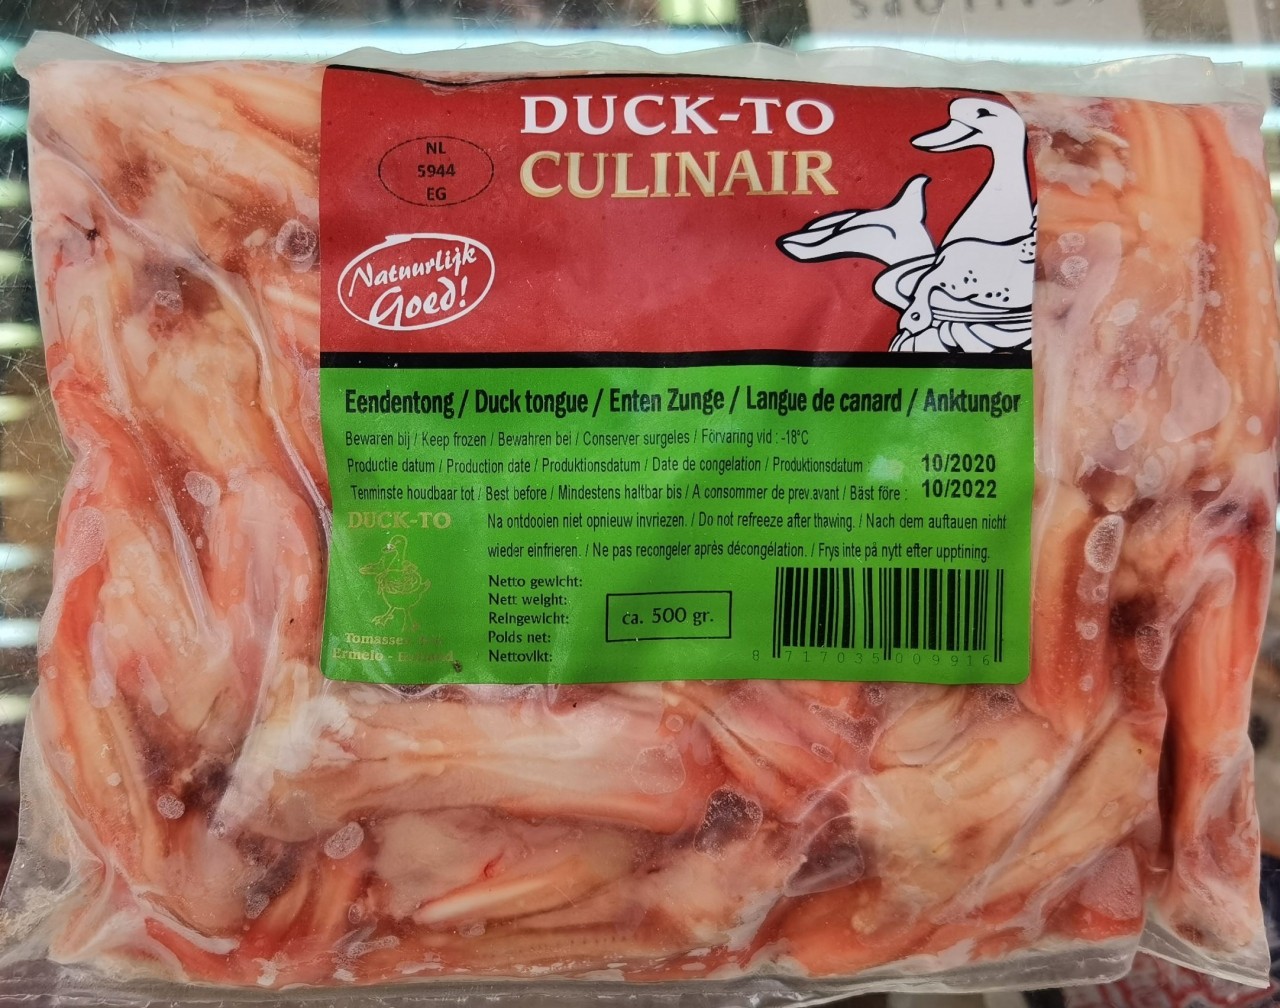 DUCK-TO
CULINAIR
NL
5944
EG
Natuurlijk
Goed!
Eendentong / Duck tongue / Enten Zunge / Langue de canard / Anktungor
Bewaren bij / Keep frozen / Bewahren bei / Conserver surgeles / Förvaring vid : -18°C
Productie datum / Production date / Produktionsdatum / Date de congelation / Produktionsdatum 10/2020
Tenminste houdbaar tot / Best before / Mindestens haltbar bis / A consommer de prev.avant / Bäst före : 10/2022
DUCK-TO
Na ontdooien niet opnieuw invriezen. / Do not refreeze after thawing. / Nach dem auftauen nicht
wieder einfrieren. / Ne pas recongeler après décongélation. / Frys inte på nytt efter upptining.
Netto gewicht:
Nett weight:
Reingewicht:
Poids net:
Nettovikt:
ca. 500 gr.
Ermelo -
8 717035 009916